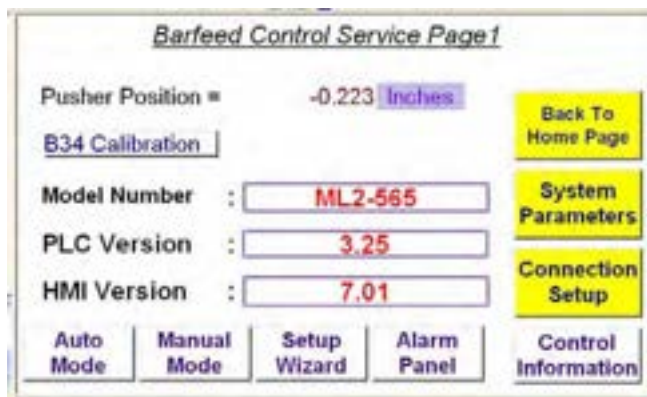 Barfeed Control Service Page1
Pusher Position = -0.223 Inches
B34 Calibration
Back To
Home Page
Model Number : ML2-565
System
Parameters
PLC Version : 3.25
HMI Version : 7.01
Connection
Setup
Auto
Mode
Manual
Mode
Setup
Wizard
Alarm
Panel
Control
Information